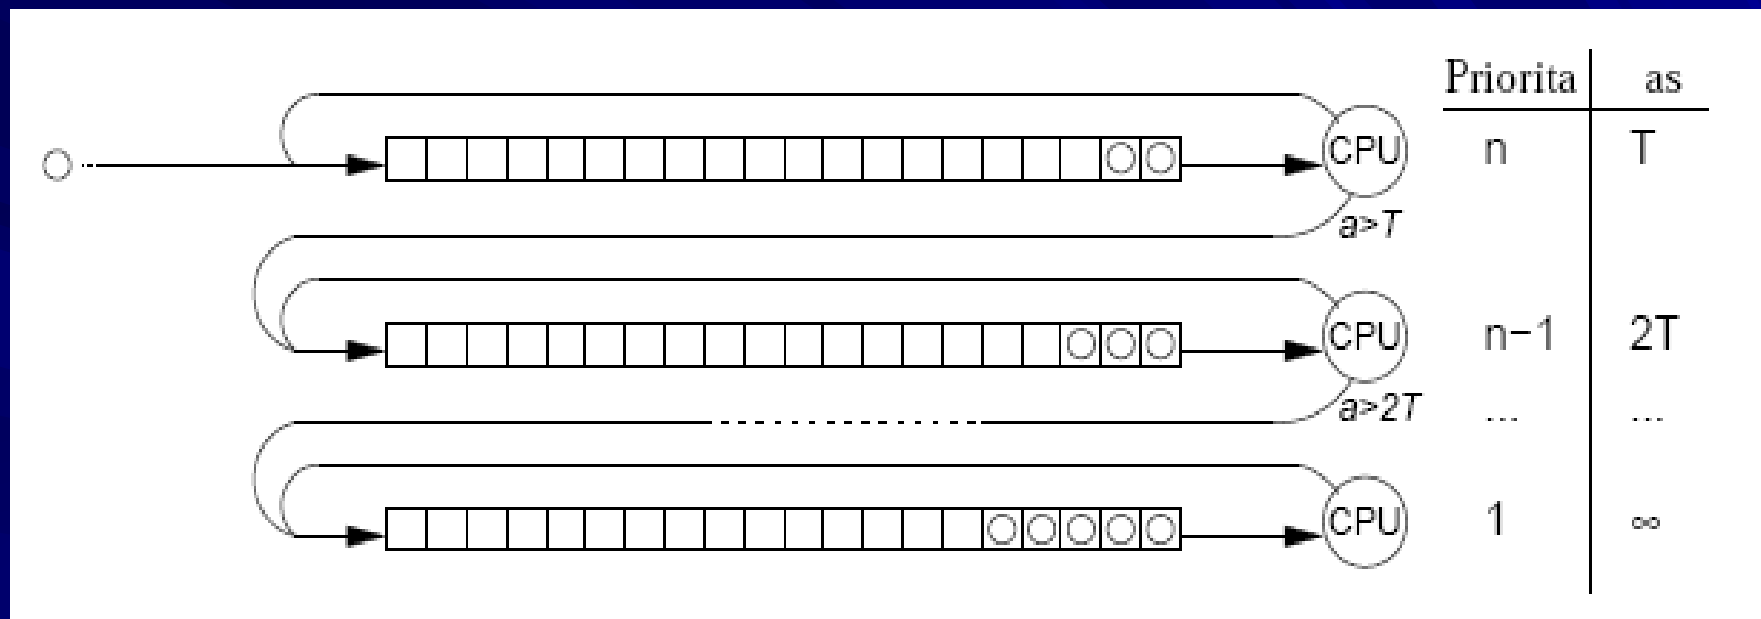 Priorita as
CPU n T
a>T
CPU n-1 2T
a>2T ... ...
CPU 1 ∞